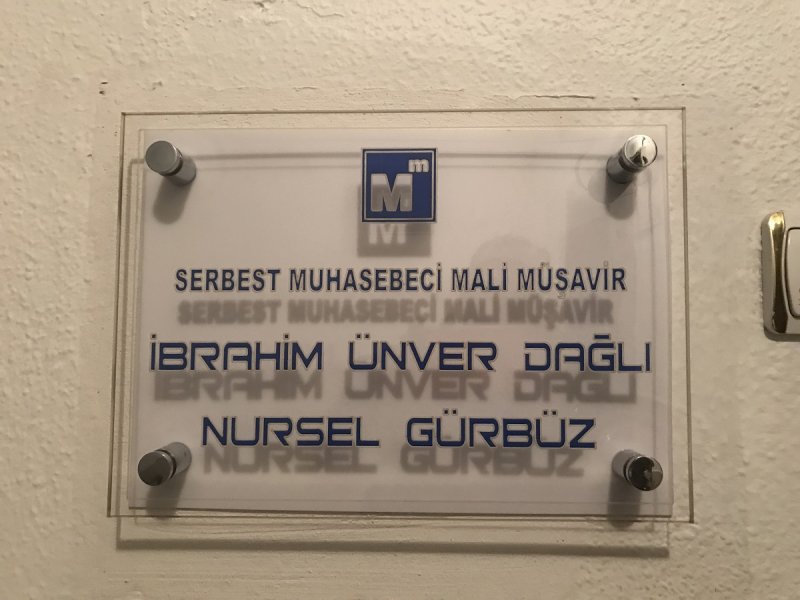 Mm
SERBEST MUHASEBECİ MALİ MÜŞAVİR
İBRAHİM ÜNVER DAĞLI
NURSEL GÜRBÜZ